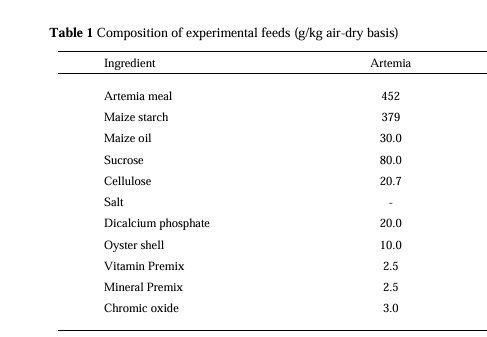 Table 1 Composition of experimental feeds (g/kg air-dry basis)
Ingredient Artemia
Artemia meal 452
Maize starch 379
Maize oil 30.0
Sucrose 80.0
Cellulose 20.7
Salt -
Dicalcium phosphate 20.0
Oyster shell 10.0
Vitamin Premix 2.5
Mineral Premix 2.5
Chromic oxide 3.0